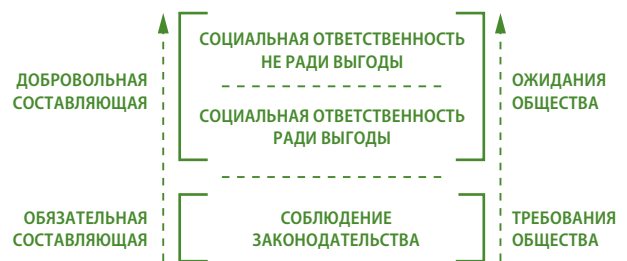 СОЦИАЛЬНАЯ ОТВЕТСТВЕННОСТЬ
НЕ РАДИ ВЫГОДЫ
ДОБРОВОЛЬНАЯ
СОСТАВЛЯЮЩАЯ
ОЖИДАНИЯ
ОБЩЕСТВА
СОЦИАЛЬНАЯ ОТВЕТСТВЕННОСТЬ
РАДИ ВЫГОДЫ
ОБЯЗАТЕЛЬНАЯ
СОСТАВЛЯЮЩАЯ
СОБЛЮДЕНИЕ
ЗАКОНОДАТЕЛЬСТВА
ТРЕБОВАНИЯ
ОБЩЕСТВА